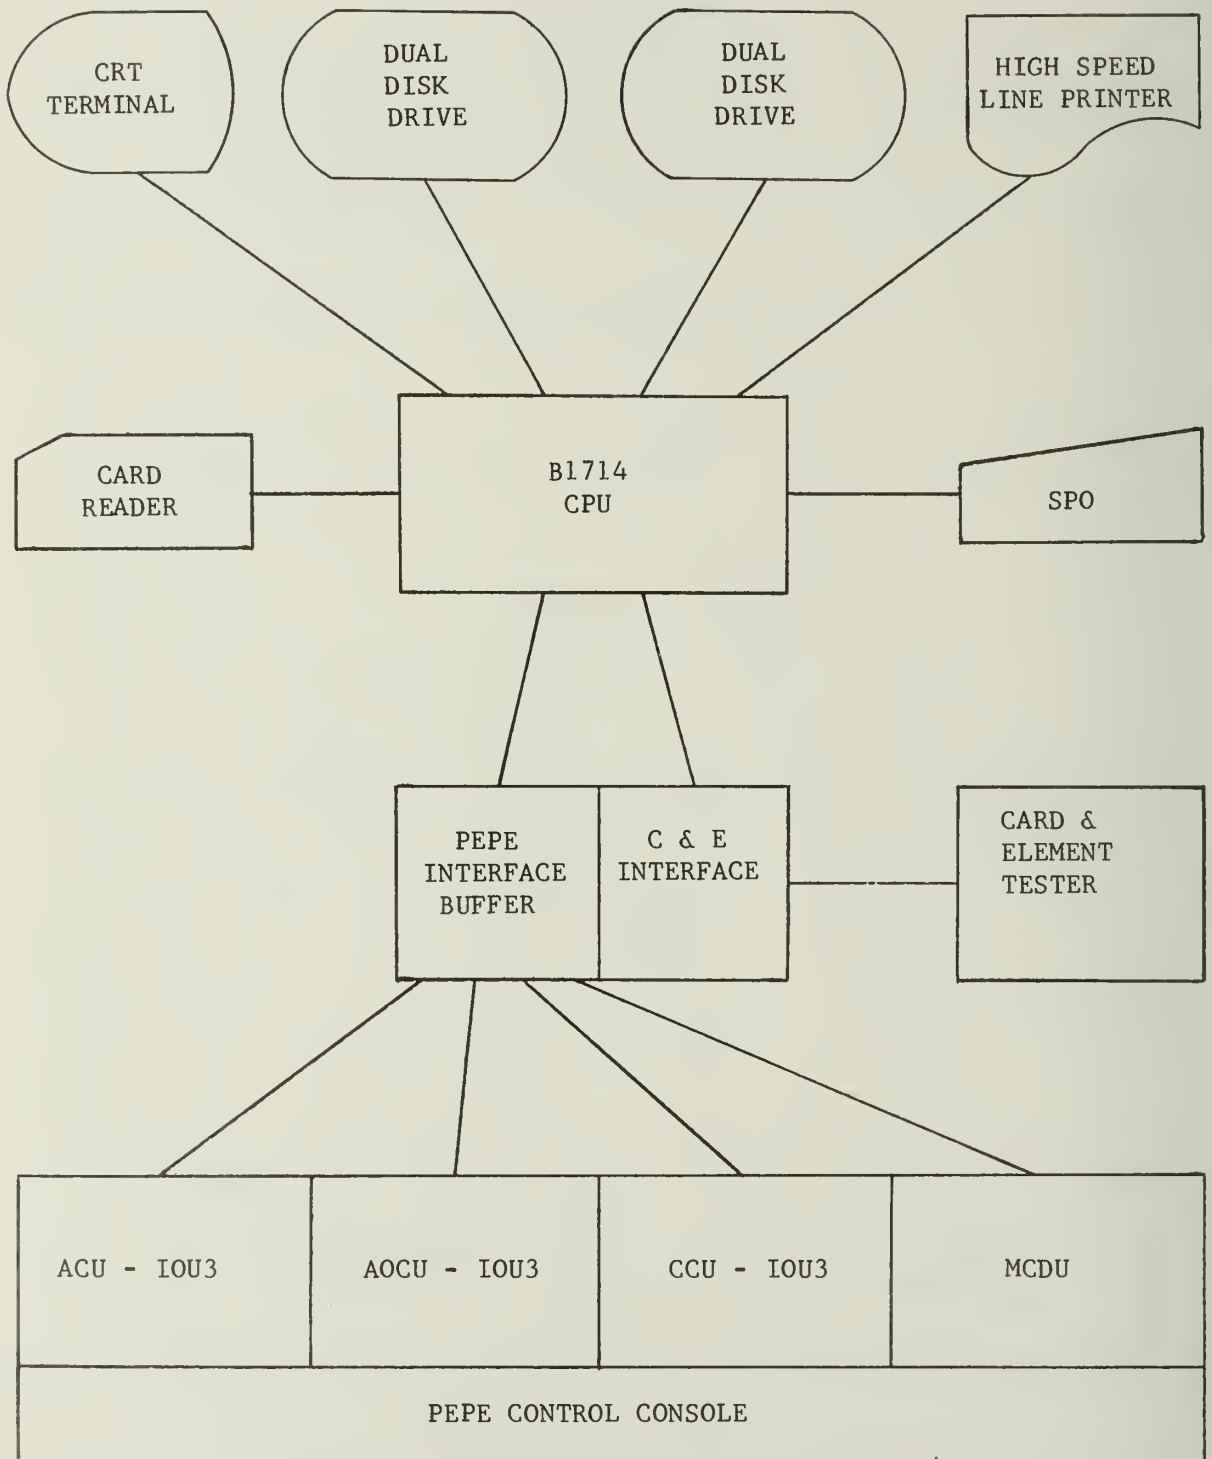 CRT
TERMINAL
DUAL
DISK
DRIVE
DUAL
DISK
DRIVE
HIGH SPEED
LINE PRINTER
CARD
READER
B1714
CPU
SPO
PEPE
INTERFACE
BUFFER
C & E
INTERFACE
CARD &
ELEMENT
TESTER
ACU - IOU3
AOCU - IOU3
CCU - IOU3
MCDU
PEPE CONTROL CONSOLE